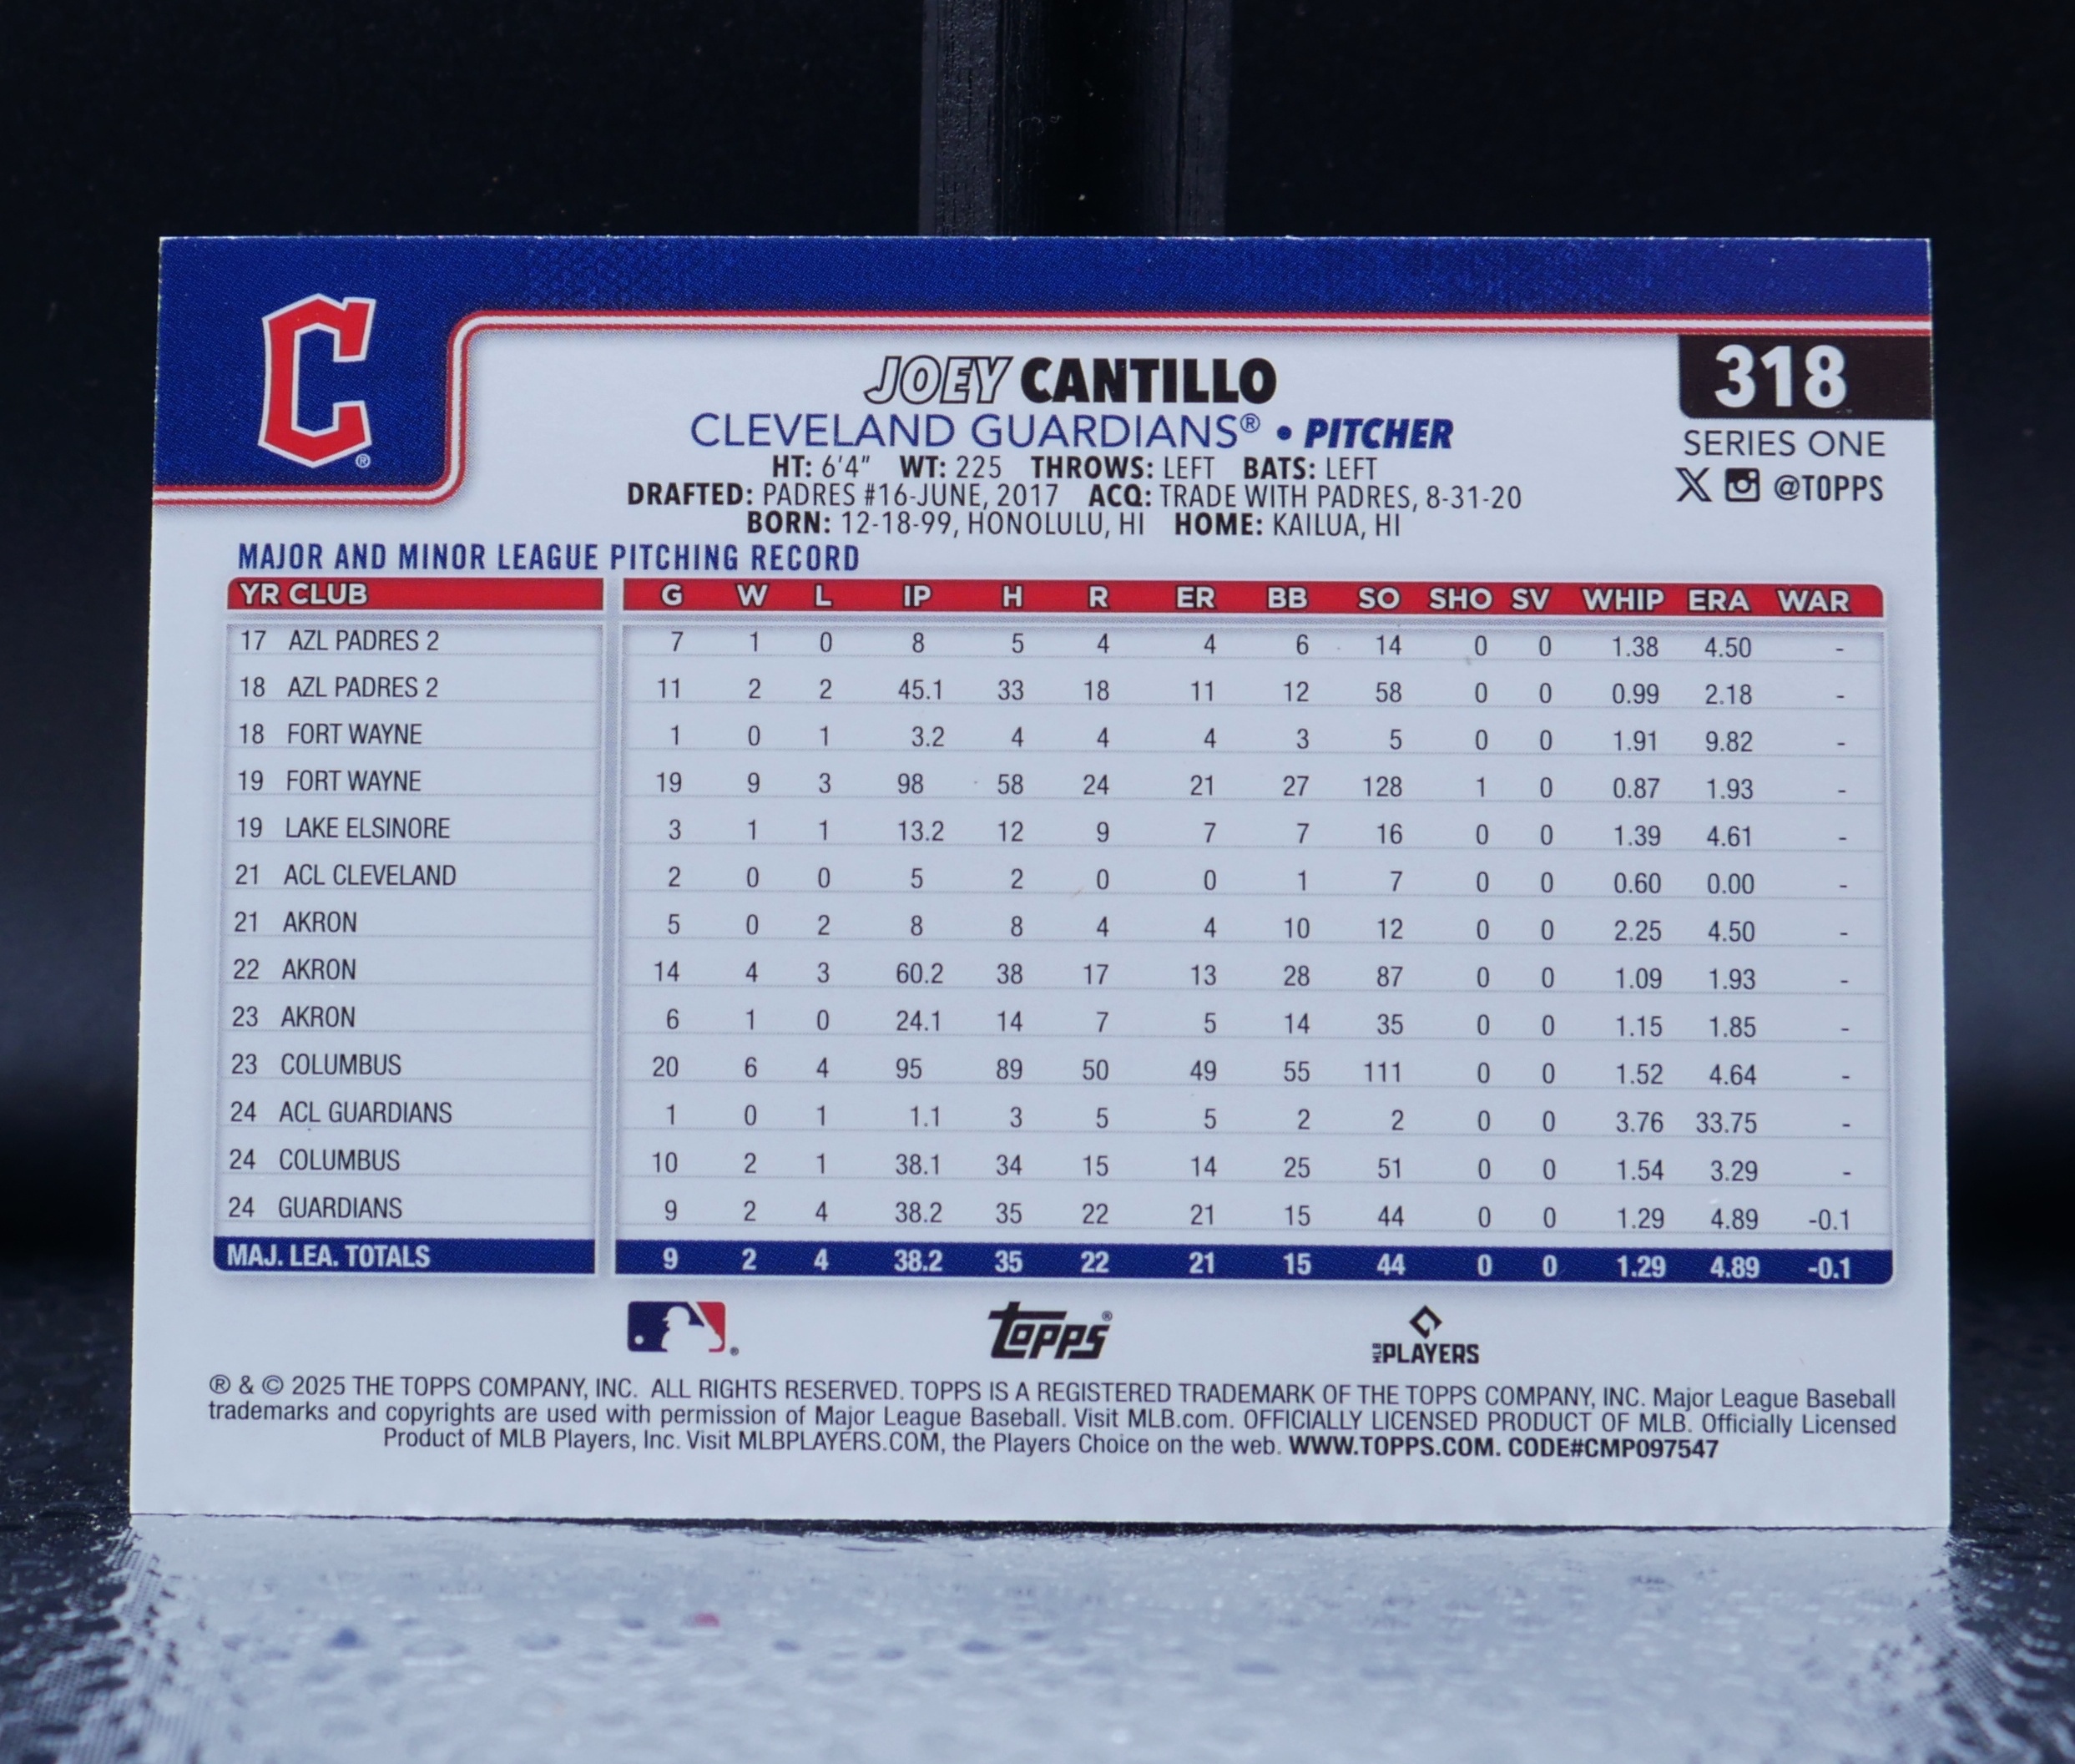 C®
JOEY CANTILLO
318
CLEVELAND GUARDIANS® • PITCHER
SERIES ONE
HT: 6'4" WT: 225 THROWS: LEFT BATS: LEFT
X @TOPPS
DRAFTED: PADRES #16-JUNE, 2017 ACQ: TRADE WITH PADRES, 8-31-20
BORN: 12-18-99, HONOLULU, HI HOME: KAILUA, HI
MAJOR AND MINOR LEAGUE PITCHING RECORD
YR CLUB G W L IP H R ER BB SO SHO SV WHIP ERA WAR
17 AZL PADRES 2 7 1 0 8 5 4 4 6 14 0 0 1.38 4.50 -
18 AZL PADRES 2 11 2 2 45.1 33 18 11 12 58 0 0 0.99 2.18 -
18 FORT WAYNE 1 0 1 3.2 4 4 4 3 5 0 0 1.91 9.82 -
19 FORT WAYNE 19 9 3 98 58 24 21 27 128 1 0 0.87 1.93 -
19 LAKE ELSINORE 3 1 1 13.2 12 9 7 7 16 0 0 1.39 4.61 -
21 ACL CLEVELAND 2 0 0 5 2 0 0 1 7 0 0 0.60 0.00 -
21 AKRON 5 0 2 8 8 4 4 10 12 0 0 2.25 4.50 -
22 AKRON 14 4 3 60.2 38 17 13 28 87 0 0 1.09 1.93 -
23 AKRON 6 1 0 24.1 14 7 5 14 35 0 0 1.15 1.85 -
23 COLUMBUS 20 6 4 95 89 50 49 55 111 0 0 1.52 4.64 -
24 ACL GUARDIANS 1 0 1 1.1 3 5 5 2 2 0 0 3.76 33.75 -
24 COLUMBUS 10 2 1 38.1 34 15 14 25 51 0 0 1.54 3.29 -
24 GUARDIANS 9 2 4 38.2 35 22 21 15 44 0 0 1.29 4.89 -0.1
MAJ. LEA. TOTALS 9 2 4 38.2 35 22 21 15 44 0 0 1.29 4.89 -0.1
® Topps® MLB PLAYERS
® & © 2025 THE TOPPS COMPANY, INC. ALL RIGHTS RESERVED. TOPPS IS A REGISTERED TRADEMARK OF THE TOPPS COMPANY, INC. Major League Baseball
trademarks and copyrights are used with permission of Major League Baseball. Visit MLB.com. OFFICIALLY LICENSED PRODUCT OF MLB. Officially Licensed
Product of MLB Players, Inc. Visit MLBPLAYERS.COM, the Players Choice on the web. WWW.TOPPS.COM. CODE#CMP097547